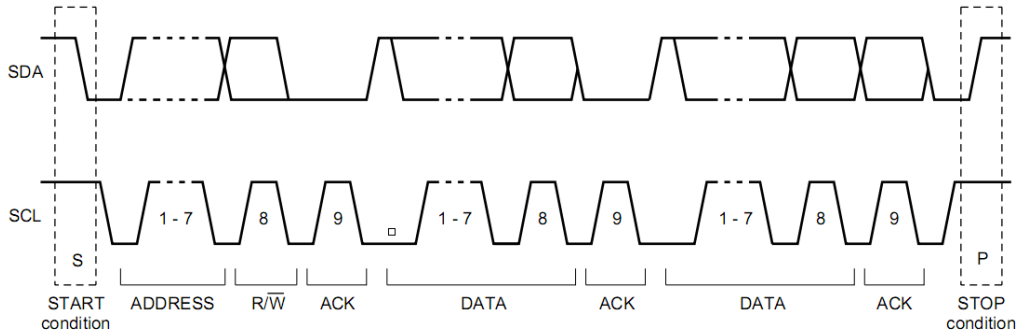 SDA
SCL
1 - 7 8 9 1 - 7 8 9 1 - 7 8 9
S P
START ADDRESS R/W̅ ACK DATA ACK DATA ACK STOP
condition condition